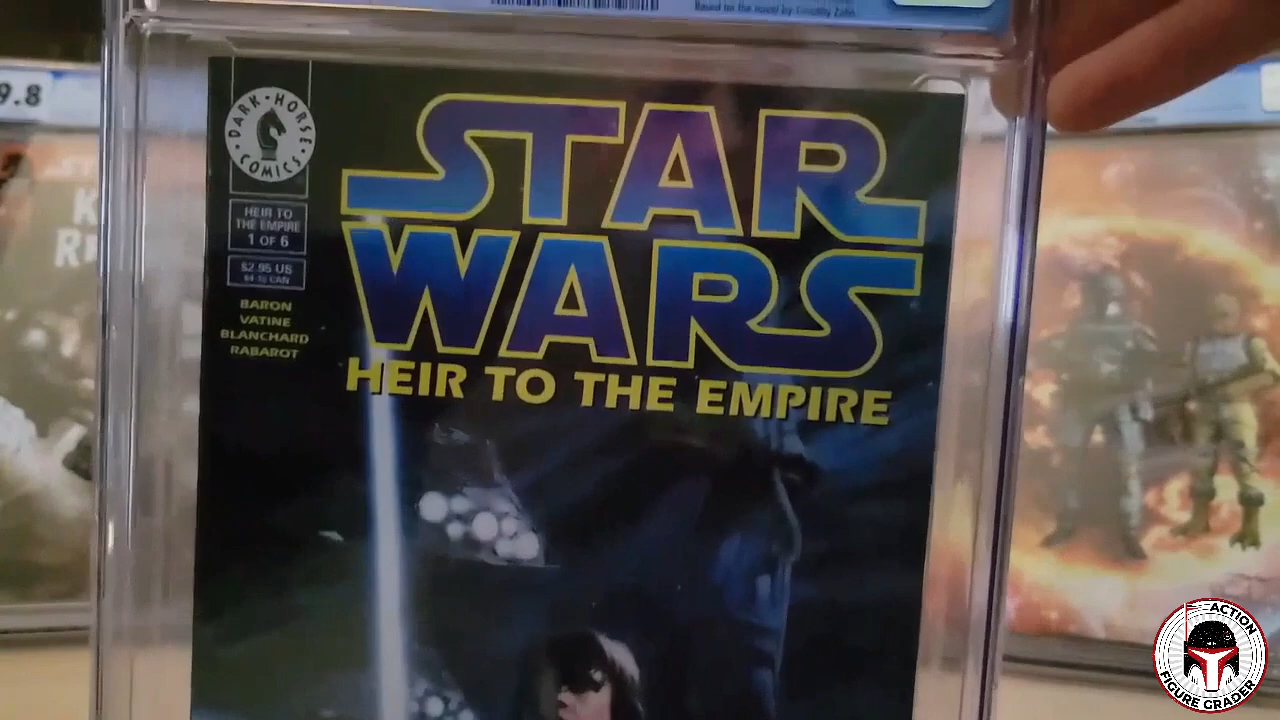 Based on the novel by Timothy Zahn.
9.8
DARK HORSE
COMICS
HEIR TO
THE EMPIRE
1 OF 6
$2.95 US
BARON
VATINE
BLANCHARD
RABAROT
STAR
WARS
HEIR TO THE EMPIRE
K
R
ACTION
FIGURE GRADER